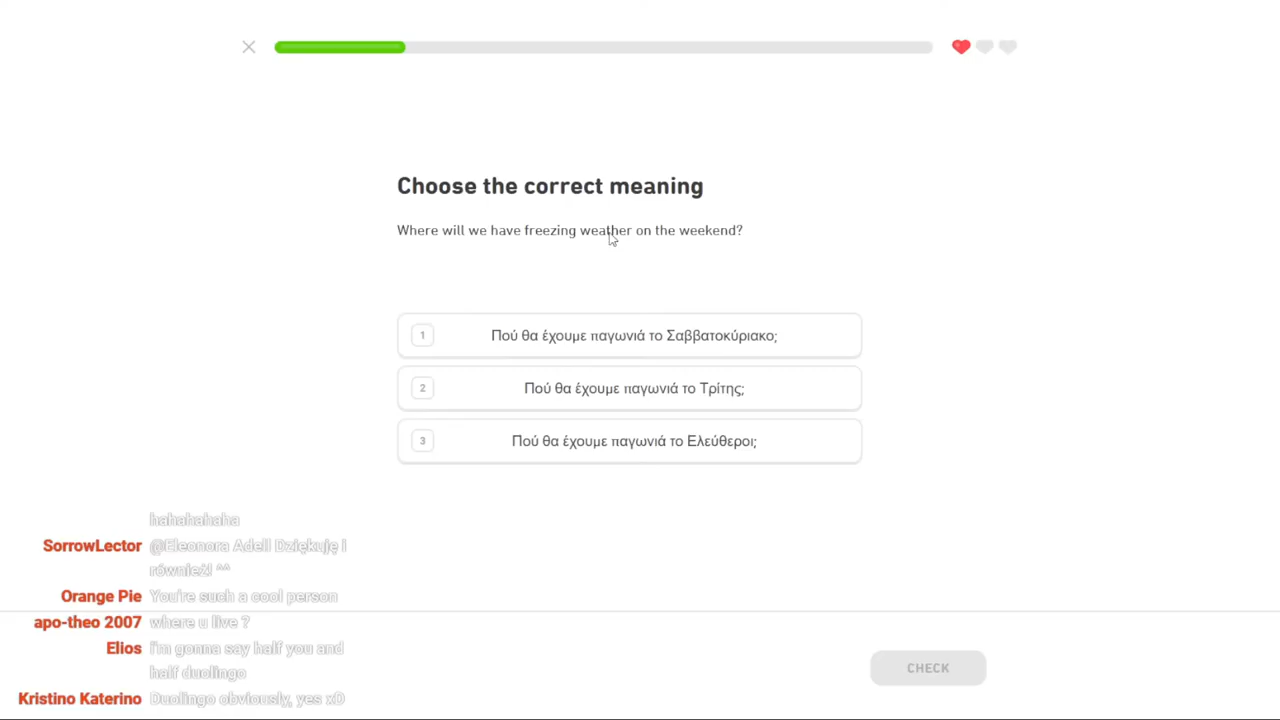 Choose the correct meaning
Where will we have freezing weather on the weekend?
1 Πού θα έχουμε παγωνιά το Σαββατοκύριακο;
2 Πού θα έχουμε παγωνιά το Τρίτης;
3 Πού θα έχουμε παγωνιά το Ελεύθεροι;
hahahahaha
SorrowLector @Eleonora Adell Dziękuję i
również! ^^
Orange Pie You're such a cool person
apo-theo 2007 where u live ?
Elios I'm gonna say half you and
half duolingo
Kristino Katerino Duolingo obviously, yes xD
CHECK